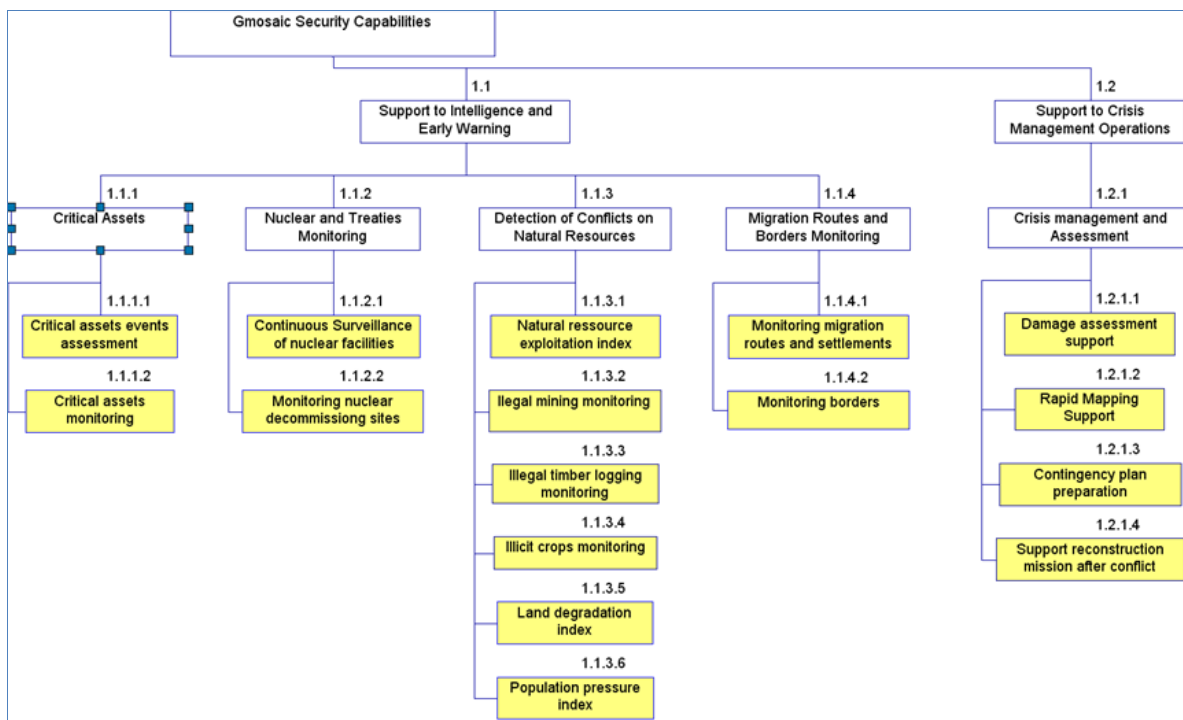 Gmosaic Security Capabilities
1.1
Support to Intelligence and
Early Warning
1.2
Support to Crisis
Management Operations
1.1.1
Critical Assets
1.1.2
Nuclear and Treaties
Monitoring
1.1.3
Detection of Conflicts on
Natural Resources
1.1.4
Migration Routes and
Borders Monitoring
1.2.1
Crisis management and
Assessment
1.1.1.1
Critical assets events
assessment
1.1.1.2
Critical assets
monitoring
1.1.2.1
Continuous Surveillance
of nuclear facilities
1.1.2.2
Monitoring nuclear
decommissiong sites
1.1.3.1
Natural ressource
exploitation index
1.1.3.2
Ilegal mining monitoring
1.1.3.3
Illegal timber logging
monitoring
1.1.3.4
Illicit crops monitoring
1.1.3.5
Land degradation
index
1.1.3.6
Population pressure
index
1.1.4.1
Monitoring migration
routes and settlements
1.1.4.2
Monitoring borders
1.2.1.1
Damage assessment
support
1.2.1.2
Rapid Mapping
Support
1.2.1.3
Contingency plan
preparation
1.2.1.4
Support reconstruction
mission after conflict